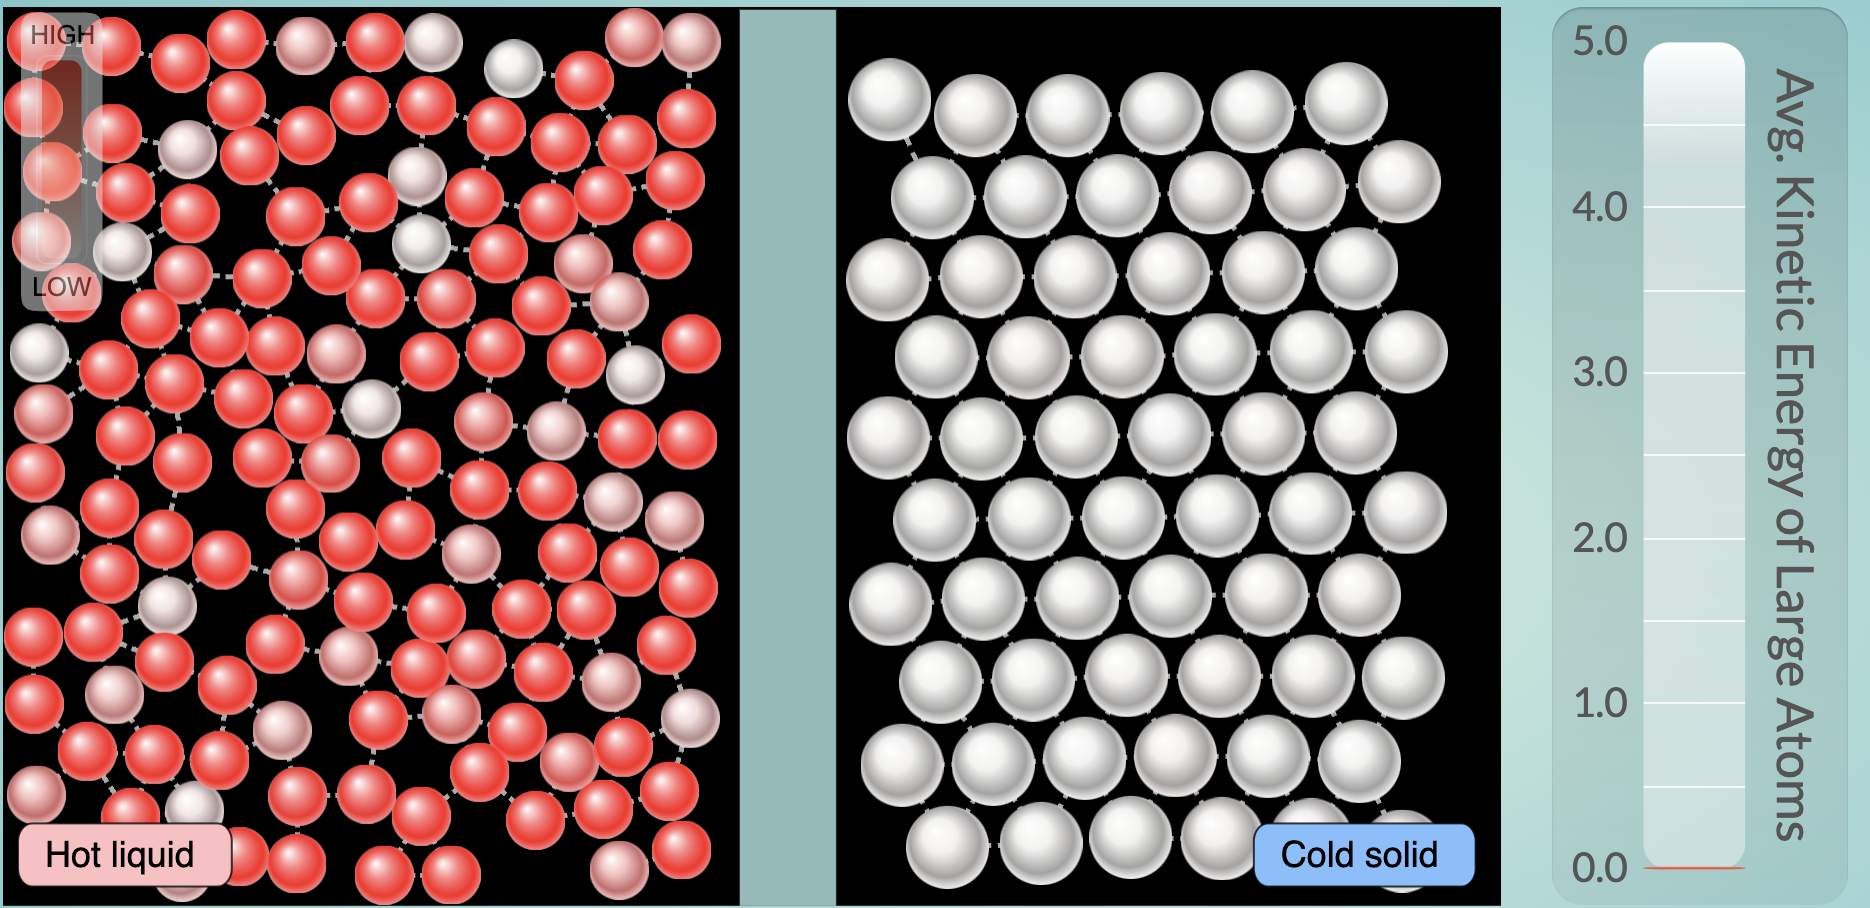 HIGH
LOW
Hot liquid
Cold solid
5.0
4.0
3.0
2.0
1.0
0.0
Avg. Kinetic Energy of Large Atoms